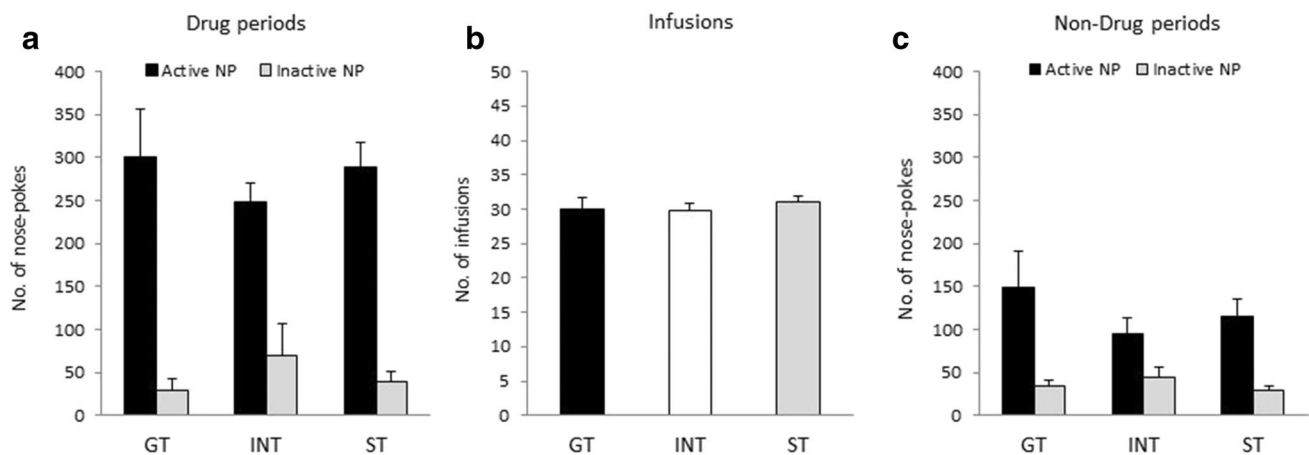 a
Drug periods
Active NP
Inactive NP
No. of nose-pokes
400
350
300
250
200
150
100
50
0
GT
INT
ST
b
Infusions
No. of infusions
50
45
40
35
30
25
20
15
10
5
0
GT
INT
ST
c
Non-Drug periods
Active NP
Inactive NP
No. of nose-pokes
400
350
300
250
200
150
100
50
0
GT
INT
ST